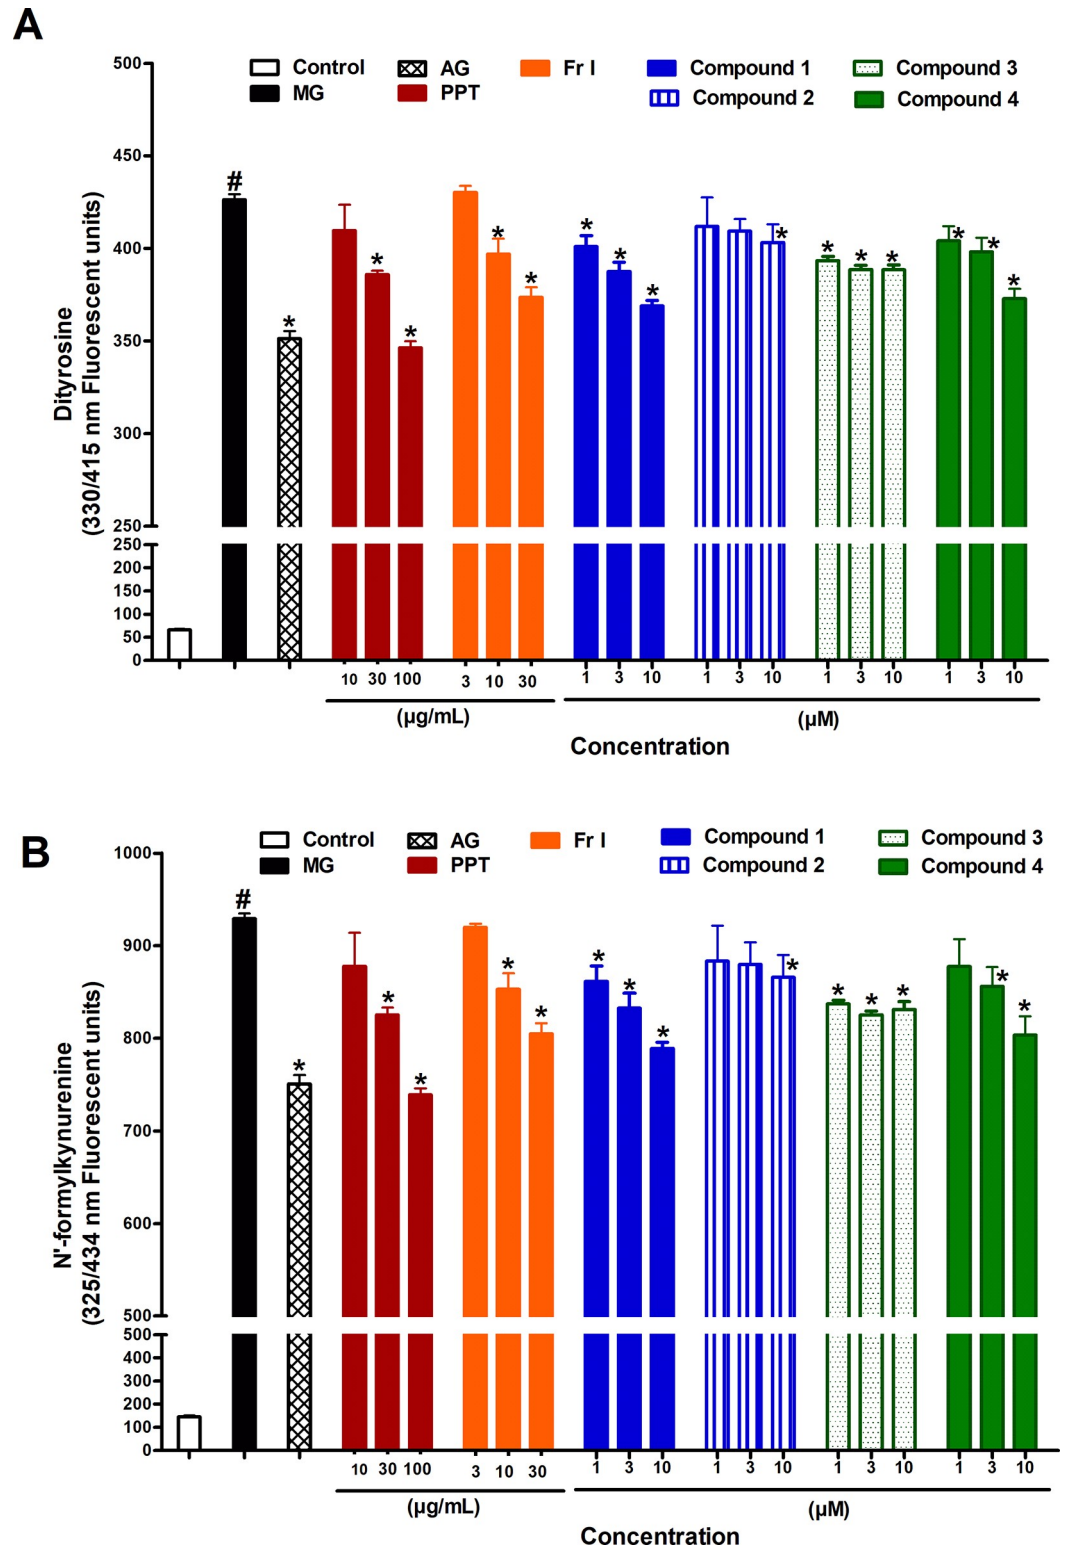 A
Control AG Fr I Compound 1 Compound 3
MG PPT Compound 2 Compound 4
500
450
400
350
300
250
250
200
150
100
50
0
Dityrosine
(330/415 nm Fluorescent units)
#
* * * * * * * * * * * * * * * *
10 30 100 3 10 30 1 3 10 1 3 10 1 3 10 1 3 10
(µg/mL) (µM)
Concentration
B
Control AG Fr I Compound 1 Compound 3
MG PPT Compound 2 Compound 4
1000
900
800
700
600
500
500
400
300
200
100
0
N'-formylkynurenine
(325/434 nm Fluorescent units)
#
* * * * * * * * * * * * * *
10 30 100 3 10 30 1 3 10 1 3 10 1 3 10 1 3 10
(µg/mL) (µM)
Concentration